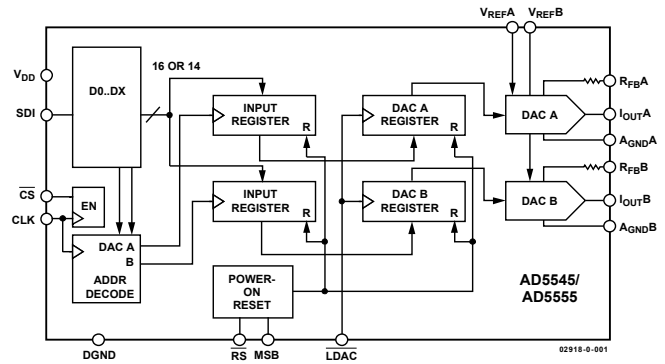 VREFA VREFB
VDD
SDI
D0..DX
16 OR 14
INPUT
REGISTER
R
DAC A
REGISTER
R
DAC A
RFBA
IOUTA
AGNDA
CS
CLK
EN
INPUT
REGISTER
R
DAC B
REGISTER
R
DAC B
RFBB
IOUTB
AGNDB
DAC A
B
ADDR
DECODE
POWER-
ON
RESET
AD5545/
AD5555
DGND
RS
MSB
LDAC
02918-0-001